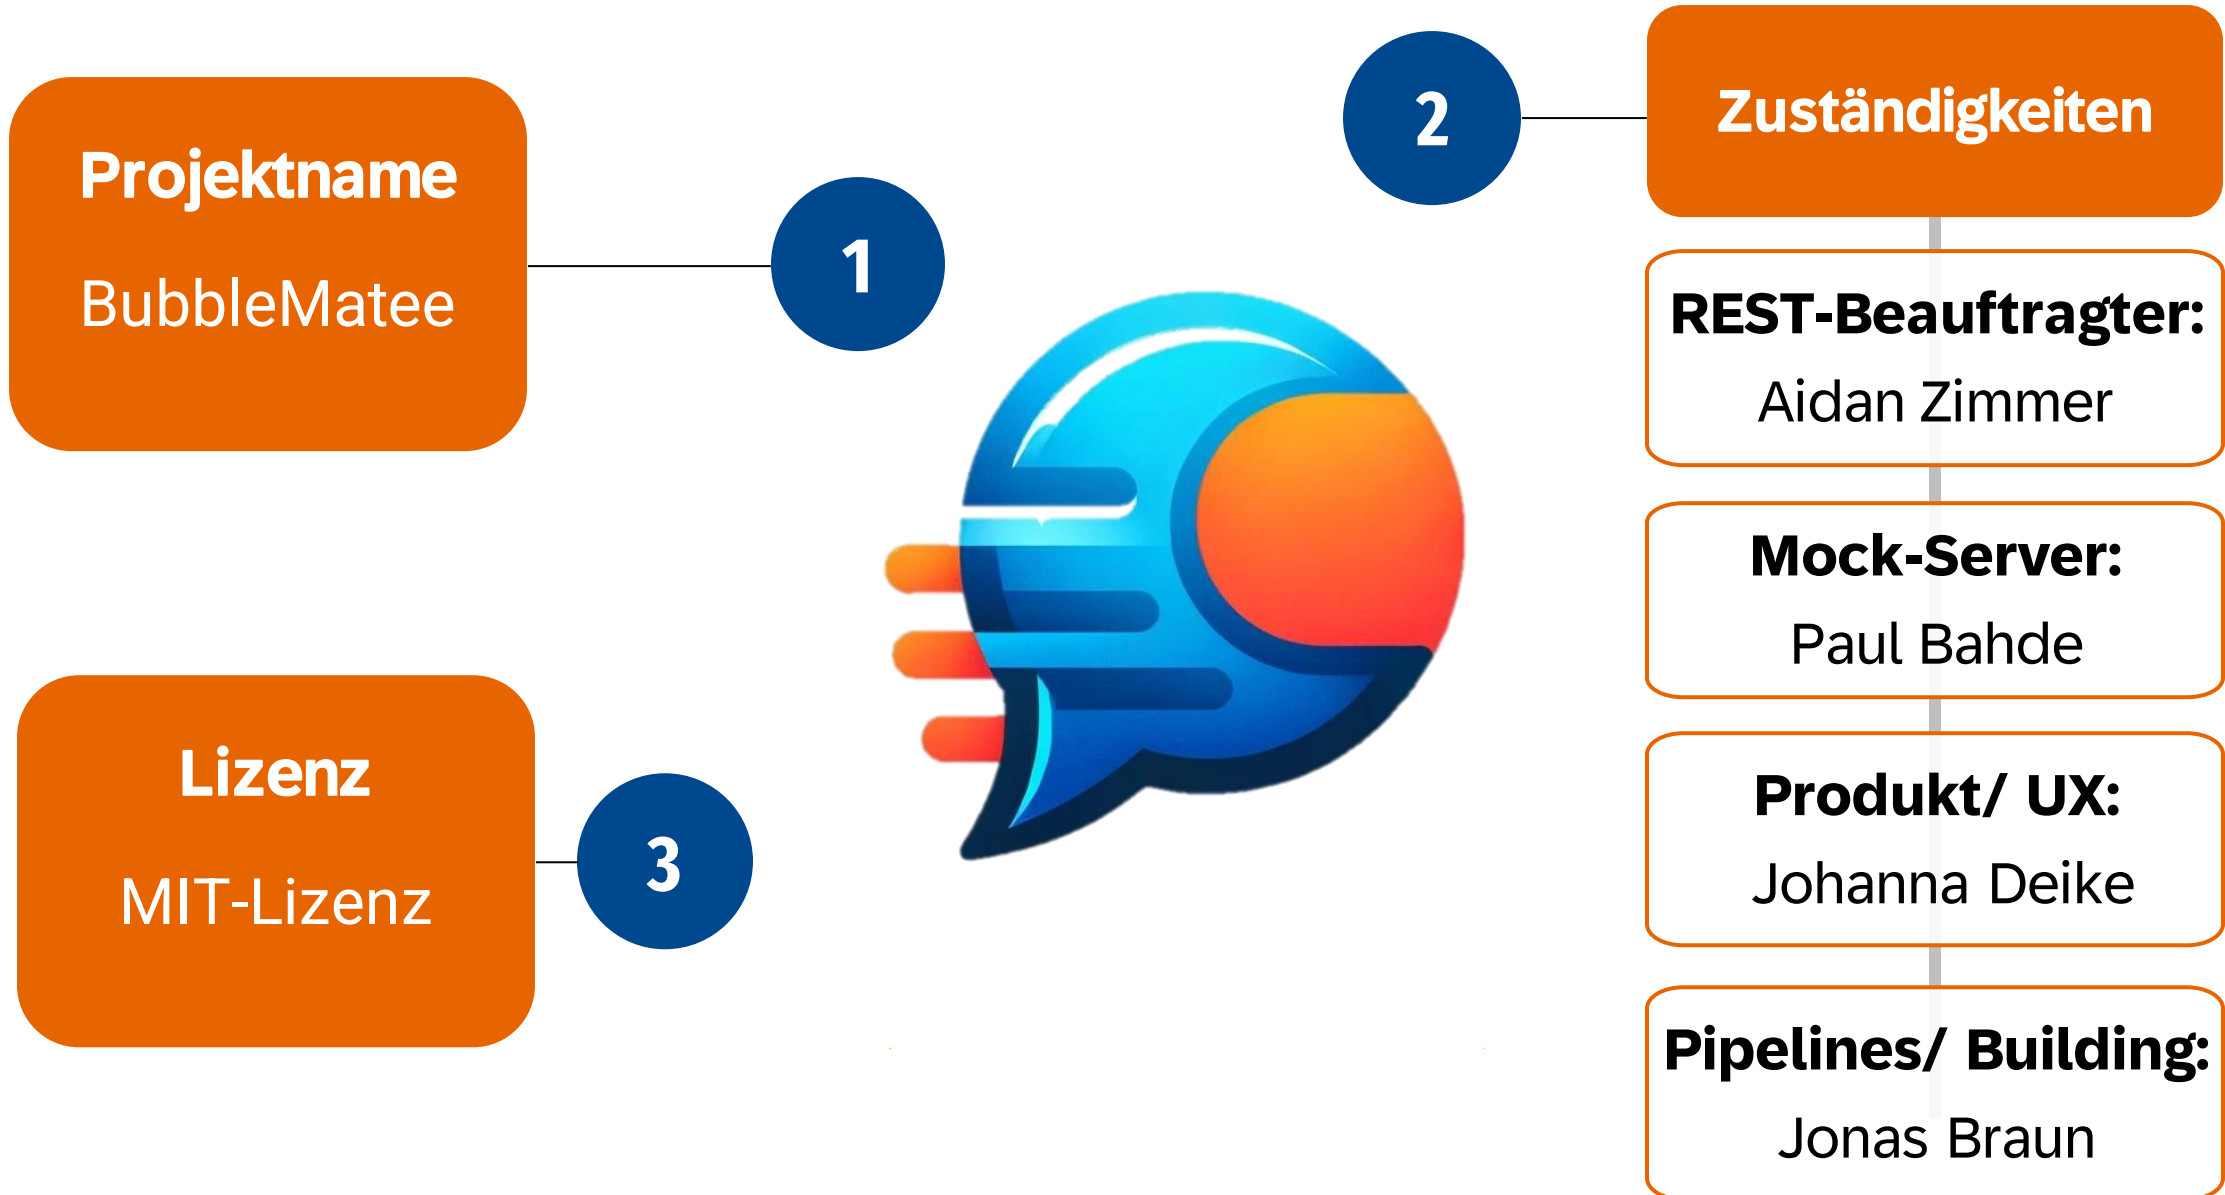 Projektname
BubbleMatee
1
2
Zuständigkeiten
REST-Beauftragter:
Aidan Zimmer
Mock-Server:
Paul Bahde
Produkt/ UX:
Johanna Deike
Pipelines/ Building:
Jonas Braun
Lizenz
MIT-Lizenz
3